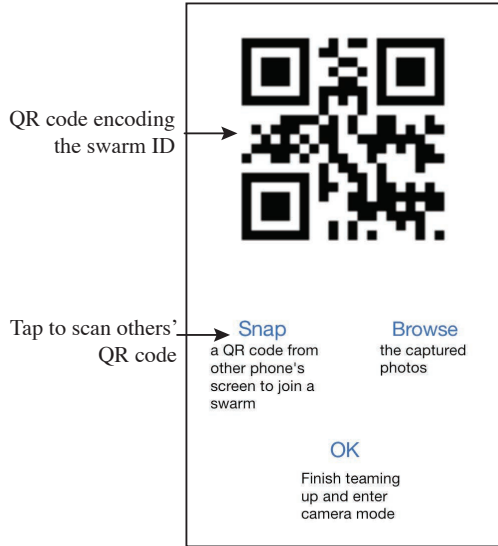 QR code encoding
the swarm ID
Tap to scan others'
QR code
Snap
a QR code from
other phone's
screen to join a
swarm
Browse
the captured
photos
OK
Finish teaming
up and enter
camera mode